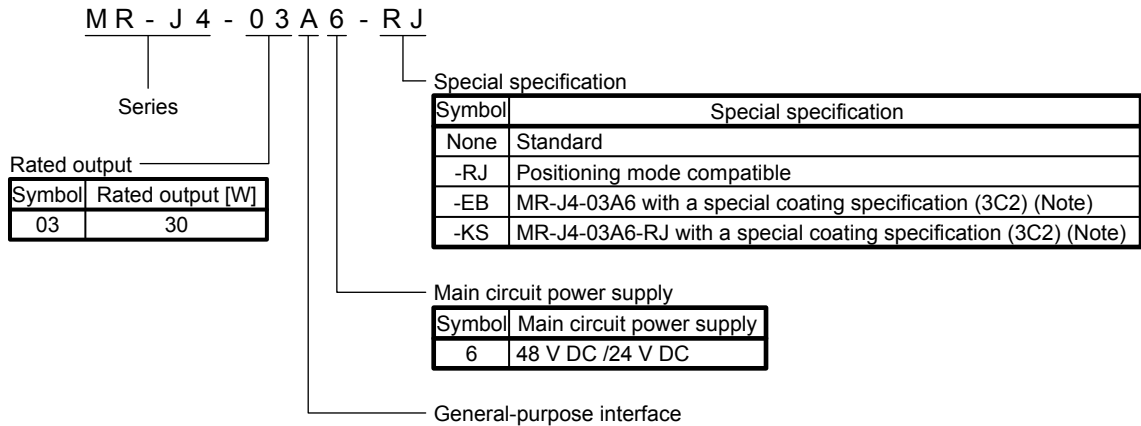 MR-J4-03A6-RJ
Series
Rated output
Symbol Rated output [W]
03 30
Special specification
Symbol Special specification
None Standard
-RJ Positioning mode compatible
-EB MR-J4-03A6 with a special coating specification (3C2) (Note)
-KS MR-J4-03A6-RJ with a special coating specification (3C2) (Note)
Main circuit power supply
Symbol Main circuit power supply
6 48 V DC /24 V DC
General-purpose interface